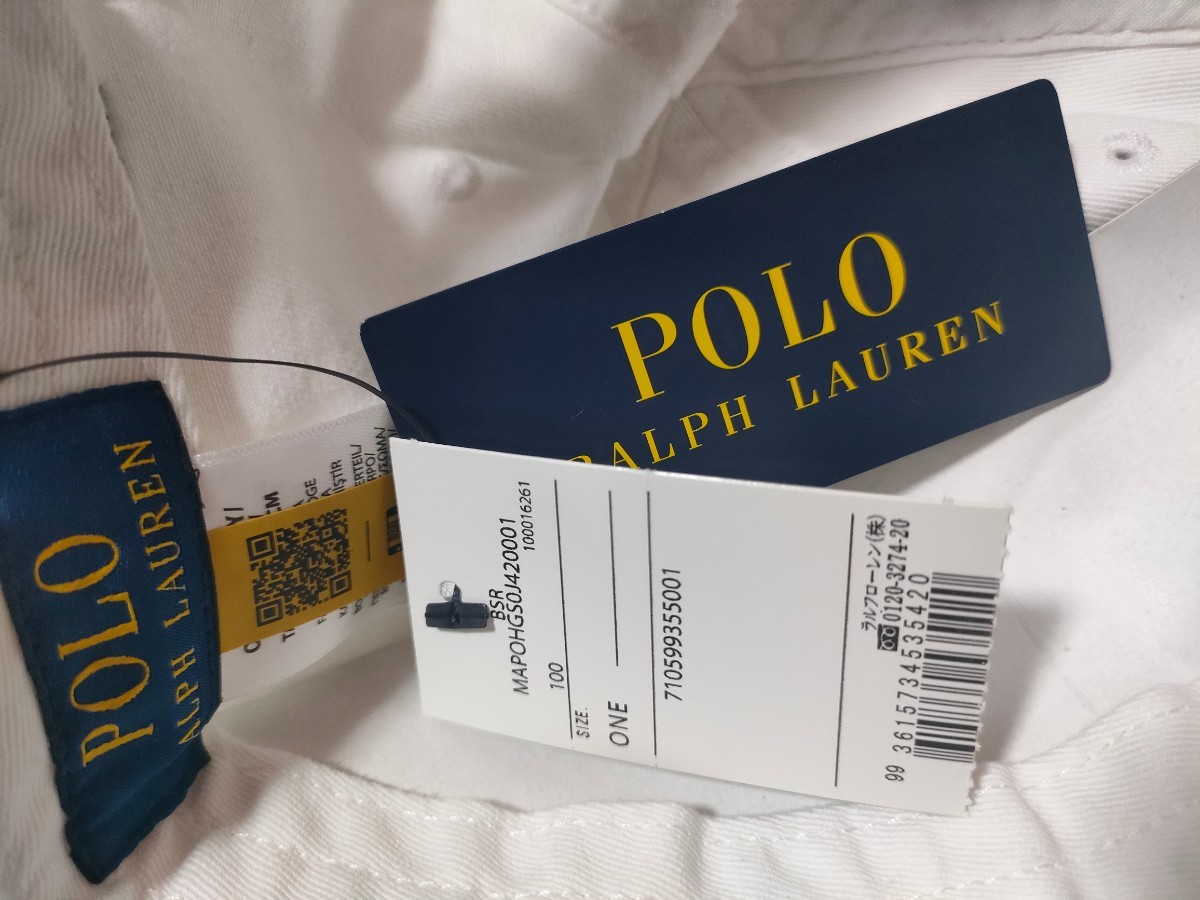 POLO
RALPH LAUREN
POLO
RALPH LAUREN
BSR
MAPOHGS0J420001
100016261
100
SIZE.
ONE
710599355001
ラルフローレン(株)
0120-3274-20
99 3615734535420